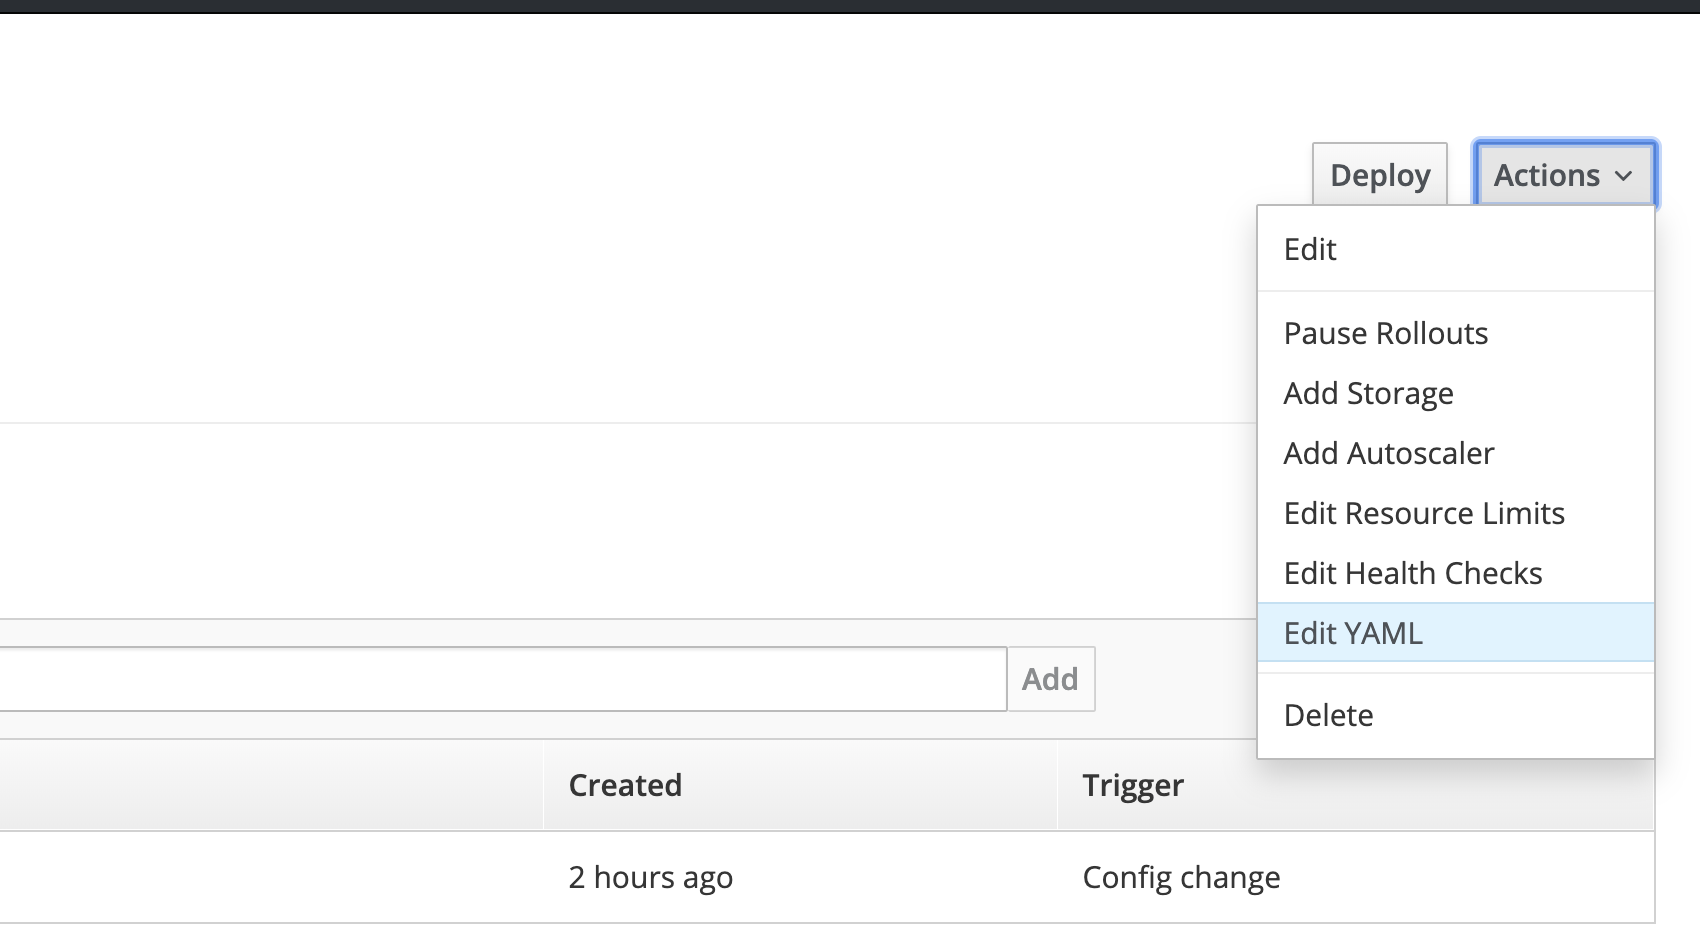 Deploy Actions
Edit
Pause Rollouts
Add Storage
Add Autoscaler
Edit Resource Limits
Edit Health Checks
Edit YAML
Delete
Add
Created Trigger
2 hours ago Config change